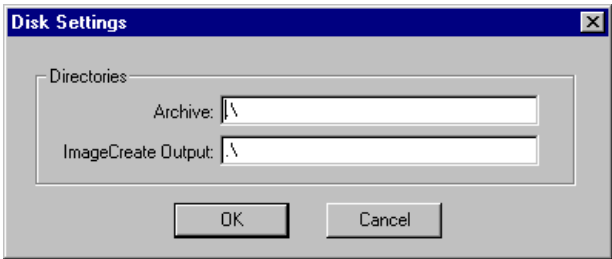 Disk Settings
Directories
Archive: .\
ImageCreate Output: .\
OK Cancel